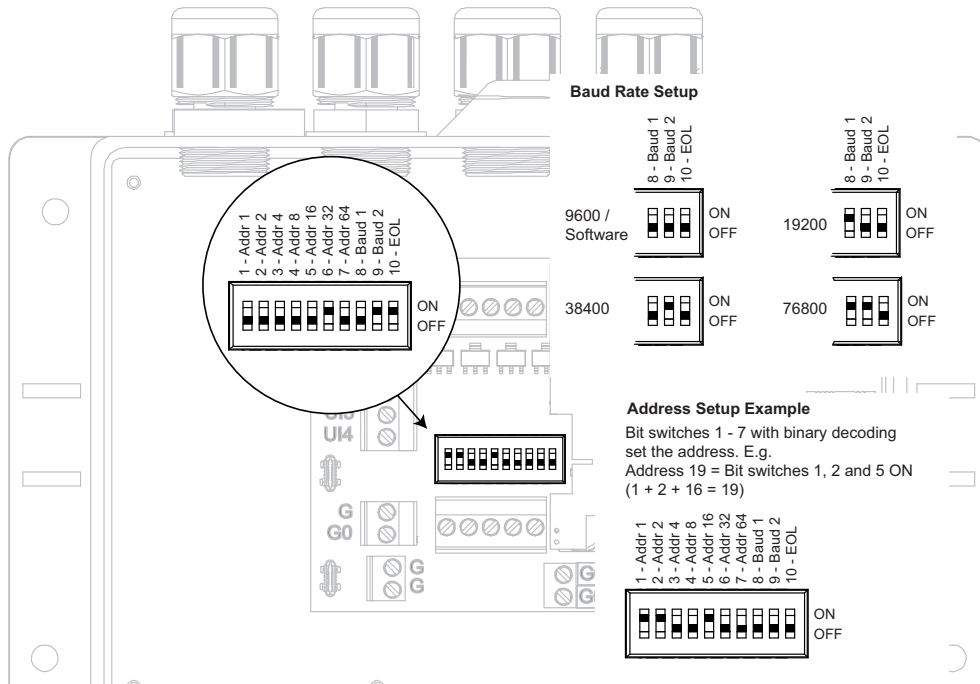 Baud Rate Setup
8 - Baud 1
9 - Baud 2
10 - EOL
9600 /
Software
ON
OFF
8 - Baud 1
9 - Baud 2
10 - EOL
19200
ON
OFF
38400
ON
OFF
76800
ON
OFF
1 - Addr 1
2 - Addr 2
3 - Addr 4
4 - Addr 8
5 - Addr 16
6 - Addr 32
7 - Addr 64
8 - Baud 1
9 - Baud 2
10 - EOL
ON
OFF
UI4
G
G0
G
G
Address Setup Example
Bit switches 1 - 7 with binary decoding
set the address. E.g.
Address 19 = Bit switches 1, 2 and 5 ON
(1 + 2 + 16 = 19)
1 - Addr 1
2 - Addr 2
3 - Addr 4
4 - Addr 8
5 - Addr 16
6 - Addr 32
7 - Addr 64
8 - Baud 1
9 - Baud 2
10 - EOL
ON
OFF